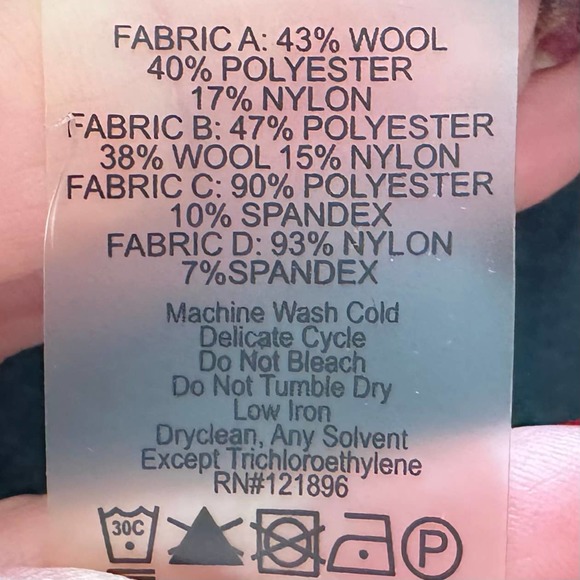 FABRIC A: 43% WOOL
40% POLYESTER
17% NYLON
FABRIC B: 47% POLYESTER
38% WOOL 15% NYLON
FABRIC C: 90% POLYESTER
10% SPANDEX
FABRIC D: 93% NYLON
7%SPANDEX
Machine Wash Cold
Delicate Cycle
Do Not Bleach
Do Not Tumble Dry
Low Iron
Dryclean, Any Solvent
Except Trichloroethylene
RN#121896
30C P